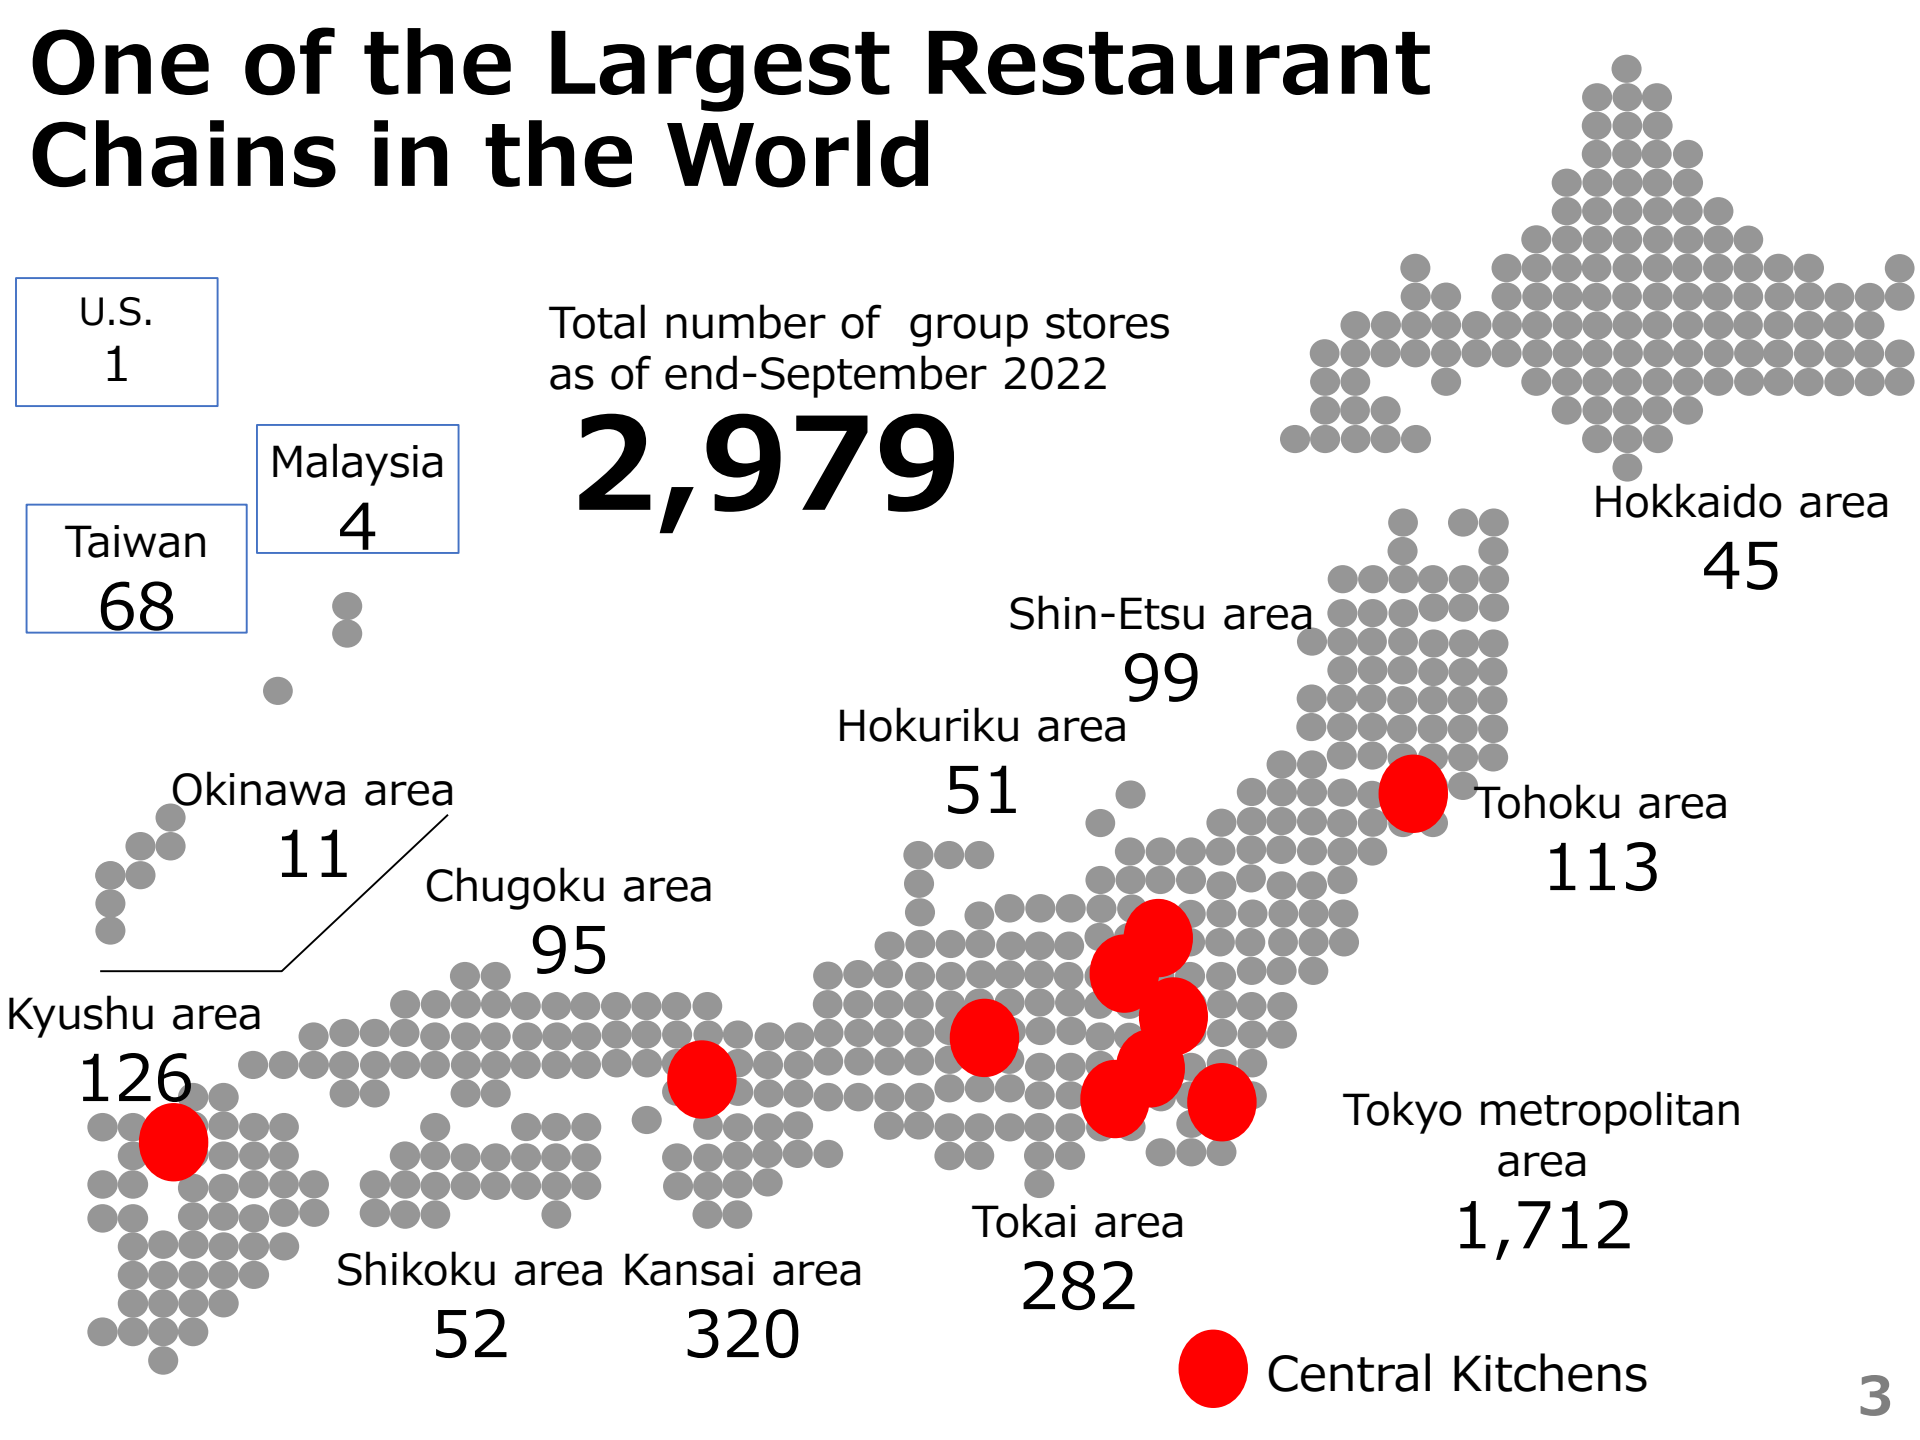 One of the Largest Restaurant
Chains in the World
U.S.
1
Total number of  group stores
as of end-September 2022
2,979
Malaysia
4
Taiwan
68
Hokkaido area
45
Shin-Etsu area
99
Hokuriku area
51
Okinawa area
11
Tohoku area
113
Chugoku area
95
Kyushu area
126
Tokyo metropolitan
area
1,712
Tokai area
282
Shikoku area
52
Kansai area
320
Central Kitchens
3